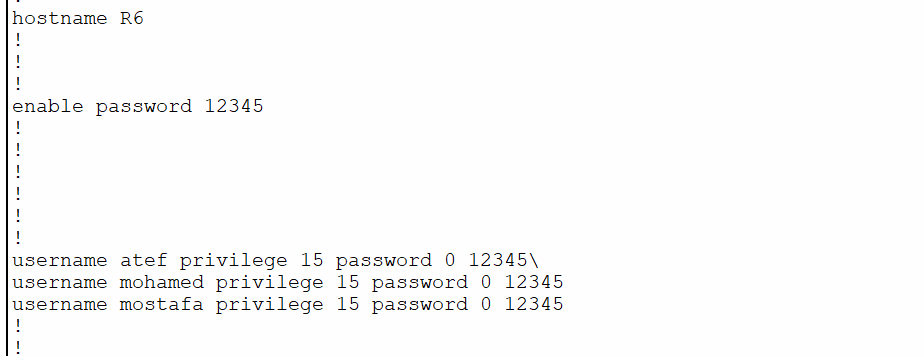 !
hostname R6
!
!
!
enable password 12345
!
!
!
!
!
!
username atef privilege 15 password 0 12345\
username mohamed privilege 15 password 0 12345
username mostafa privilege 15 password 0 12345
!
!